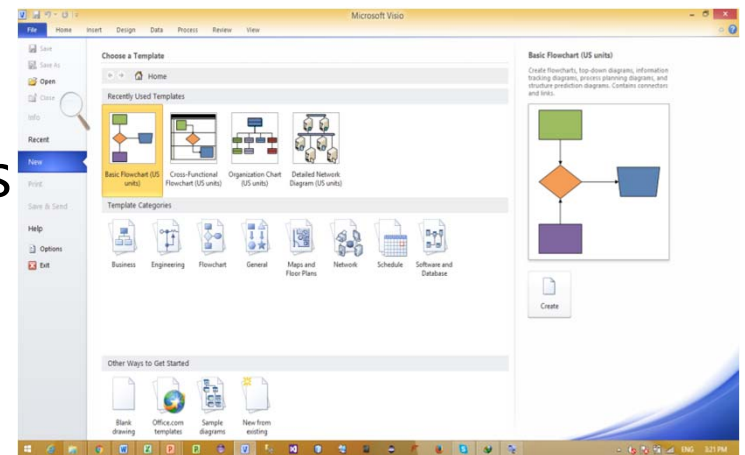 S
Microsoft Visio
File Home Insert Design Data Process Review View
Save
Save As
Open
Close
Info
Recent
New
Print
Save & Send
Help
Options
Exit
Choose a Template
Home
Recently Used Templates
Basic Flowchart (US units)
Cross-Functional Flowchart (US units)
Organization Chart (US units)
Detailed Network Diagram (US units)
Template Categories
Business
Engineering
Flowchart
General
Maps and Floor Plans
Network
Schedule
Software and Database
Other Ways to Get Started
Blank drawing
Office.com templates
Sample diagrams
New from existing
Basic Flowchart (US units)
Create flowcharts, top-down diagrams, information
tracking diagrams, process planning diagrams, and
structure prediction diagrams. Contains connectors
and links.
Create
ENG 3:21 PM